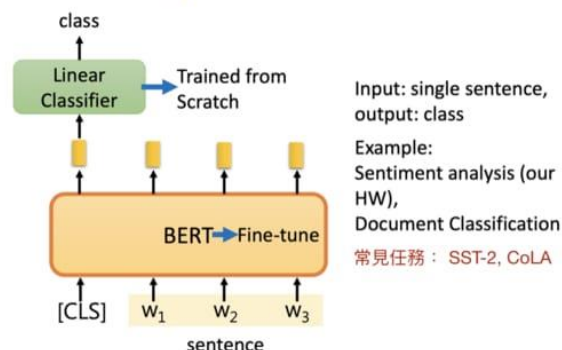 class
Linear
Classifier
Trained from
Scratch
BERT Fine-tune
[CLS] w1 w2 w3
sentence
Input: single sentence,
output: class
Example:
Sentiment analysis (our
HW),
Document Classification
常見任務： SST-2, CoLA